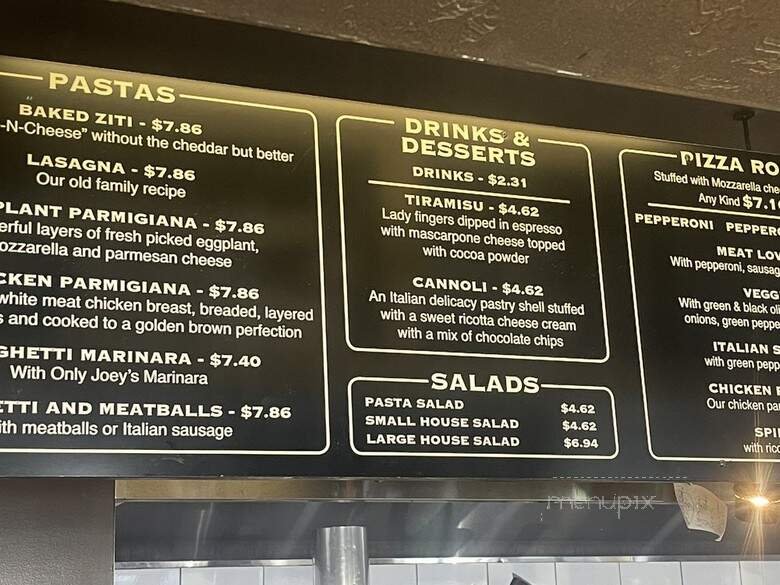 PASTAS
BAKED ZITI - $7.86
-N-Cheese" without the cheddar but better
LASAGNA - $7.86
Our old family recipe
PLANT PARMIGIANA - $7.86
erful layers of fresh picked eggplant,
ozzarella and parmesan cheese
CKEN PARMIGIANA - $7.86
white meat chicken breast, breaded, layered
s and cooked to a golden brown perfection
GHETTI MARINARA - $7.40
With Only Joey's Marinara
ETTI AND MEATBALLS - $7.86
ith meatballs or Italian sausage
DRINKS &
DESSERTS
DRINKS - $2.31
TIRAMISU - $4.62
Lady fingers dipped in espresso
with mascarpone cheese topped
with cocoa powder
CANNOLI - $4.62
An Italian delicacy pastry shell stuffed
with a sweet ricotta cheese cream
with a mix of chocolate chips
SALADS
PASTA SALAD $4.62
SMALL HOUSE SALAD $4.62
LARGE HOUSE SALAD $6.94
PIZZA RO
Stuffed with Mozzarella che
Any Kind $7.1
PEPPERONI PEPPER
MEAT LOV
With pepperoni, sausag
VEGG
With green & black oli
onions, green peppe
ITALIAN S
with green pepp
CHICKEN
Our chicken pa
SPI
with rico
menupix